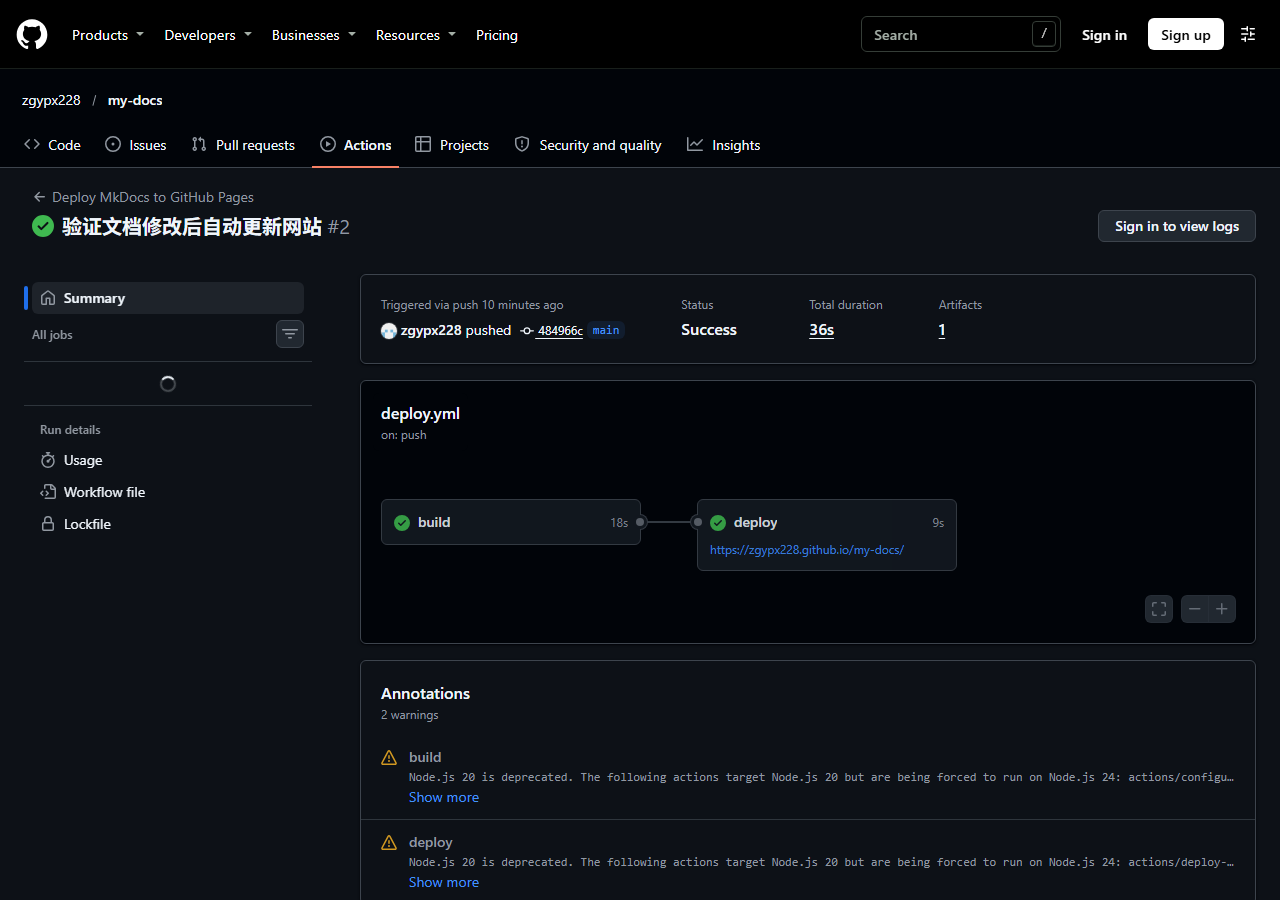 Products Developers Businesses Resources Pricing Search / Sign in Sign up
zgypx228 / my-docs
Code Issues Pull requests Actions Projects Security and quality Insights
Deploy MkDocs to GitHub Pages
验证文档修改后自动更新网站 #2
Sign in to view logs
Summary
All jobs
Run details
Usage
Workflow file
Lockfile
Triggered via push 10 minutes ago
zgypx228 pushed 484966c main
Status
Success
Total duration
36s
Artifacts
1
deploy.yml
on: push
build 18s
deploy 9s
https://zgypx228.github.io/my-docs/
Annotations
2 warnings
build
Node.js 20 is deprecated. The following actions target Node.js 20 but are being forced to run on Node.js 24: actions/configu…
Show more
deploy
Node.js 20 is deprecated. The following actions target Node.js 20 but are being forced to run on Node.js 24: actions/deploy-…
Show more